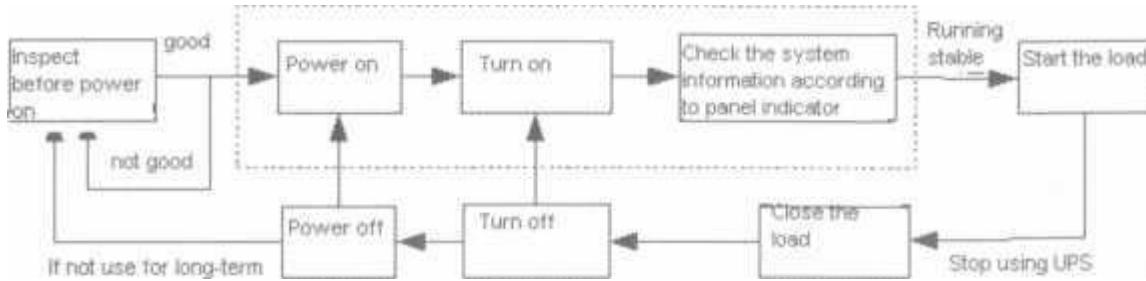 good
Inspect
before power
on
not good
Power on
Turn on
Check the system
information according
to panel indicator
Running
stable
Start the load
Power off
Turn off
Close the
load
If not use for long-term
Stop using UPS